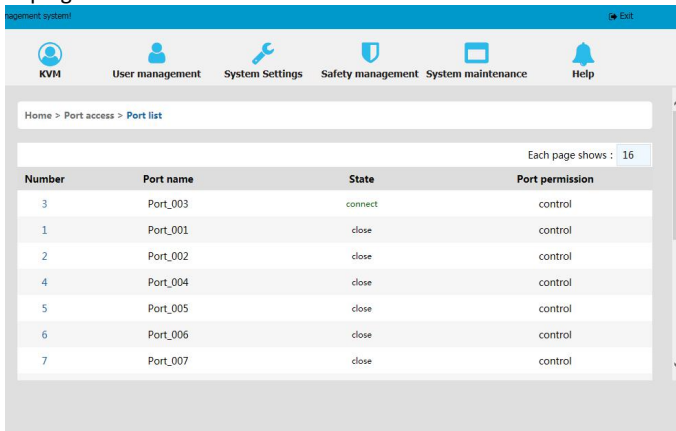 nagement system!
Exit
KVM User management System Settings Safety management System maintenance Help
Home > Port access > Port list
Each page shows : 16
Number Port name State Port permission
3 Port_003 connect control
1 Port_001 close control
2 Port_002 close control
4 Port_004 close control
5 Port_005 close control
6 Port_006 close control
7 Port_007 close control